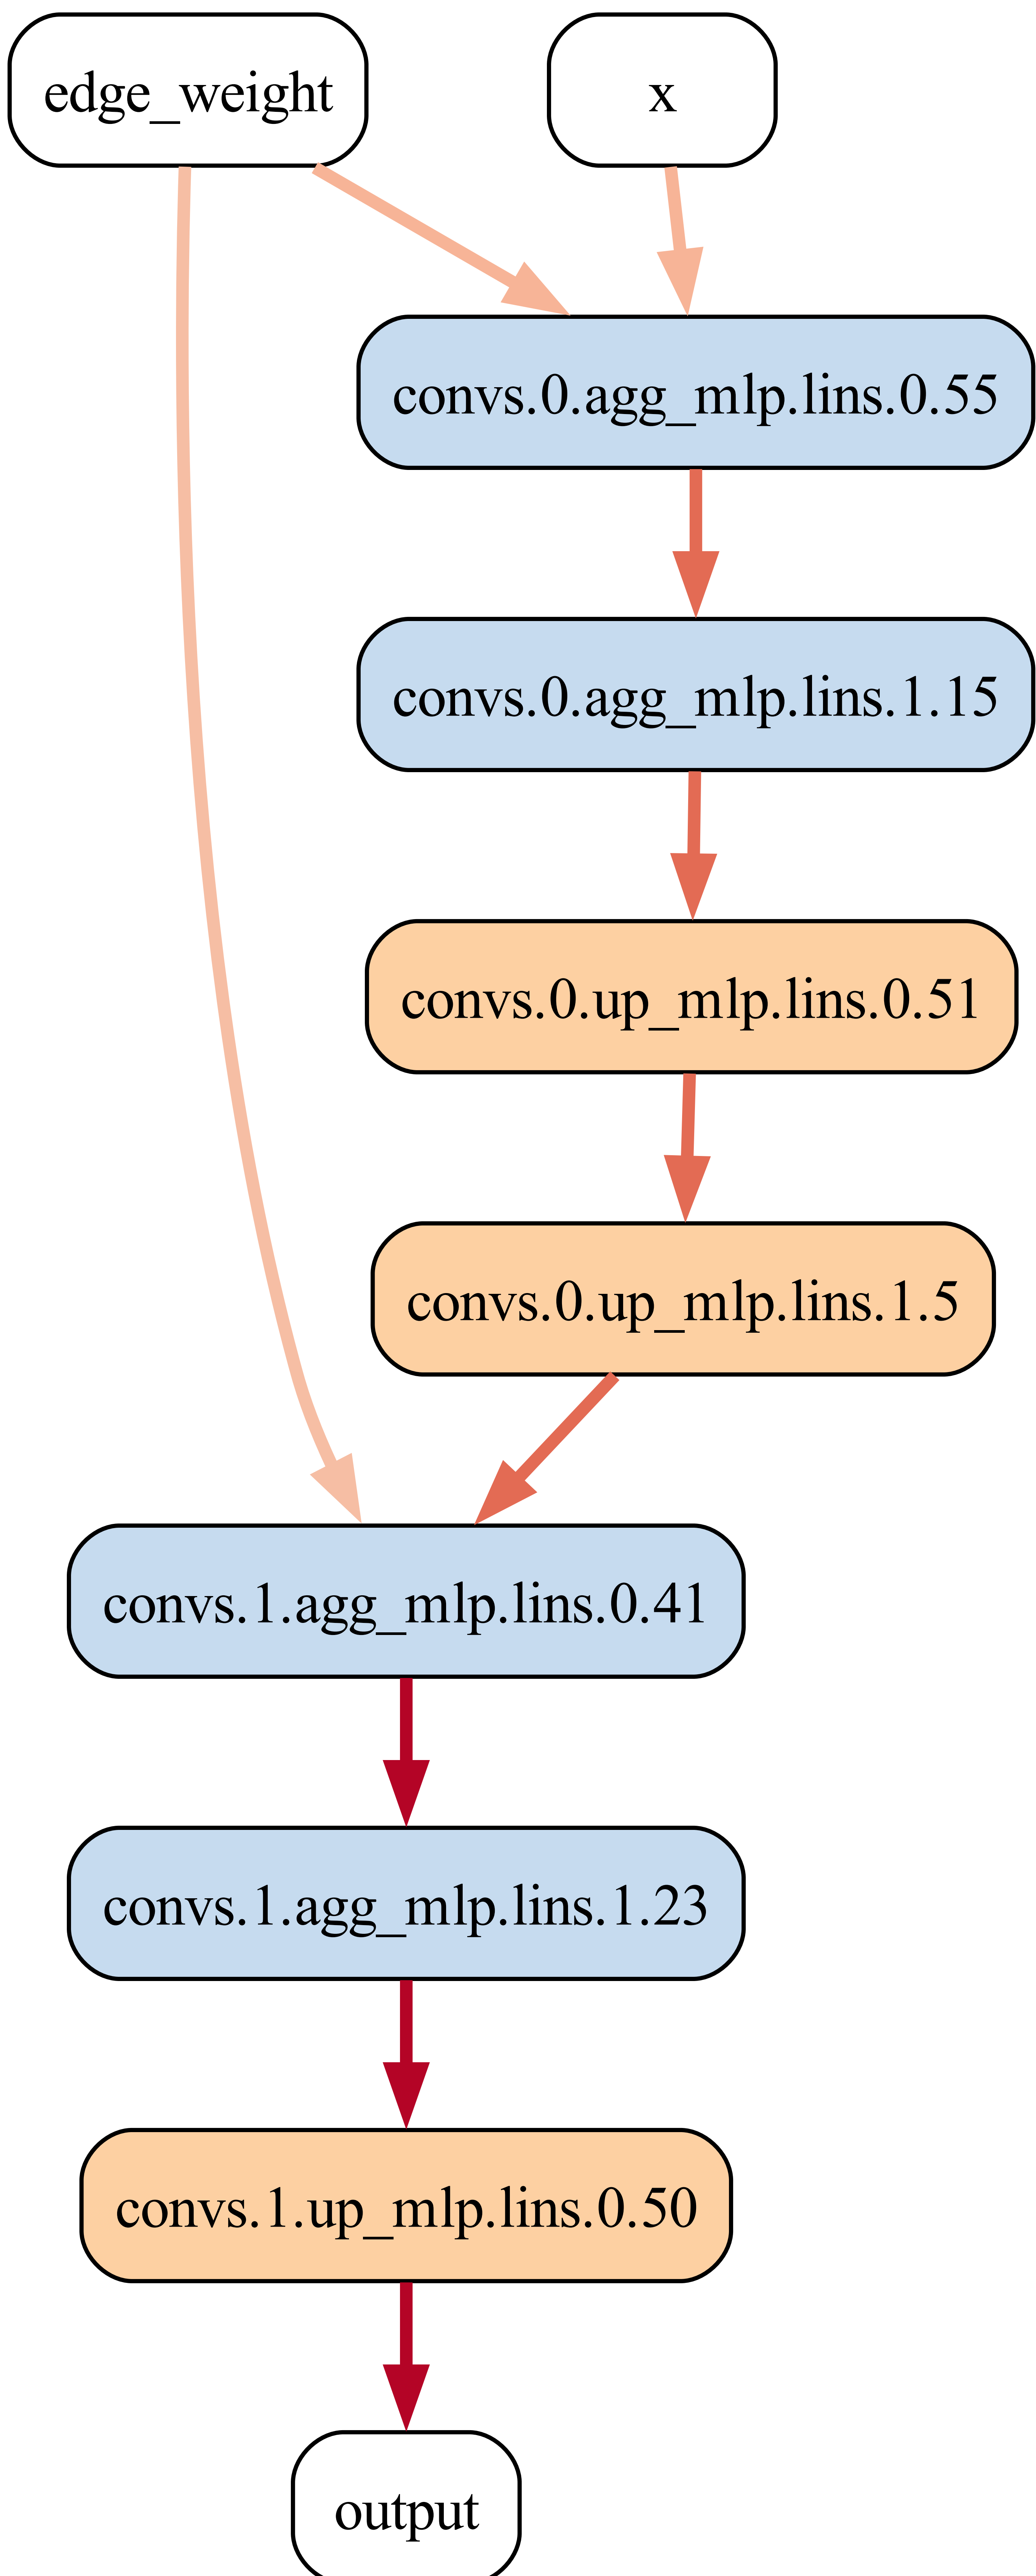 edge_weight
x
convs.0.agg_mlp.lins.0.55
convs.0.agg_mlp.lins.1.15
convs.0.up_mlp.lins.0.51
convs.0.up_mlp.lins.1.5
convs.1.agg_mlp.lins.0.41
convs.1.agg_mlp.lins.1.23
convs.1.up_mlp.lins.0.50
output